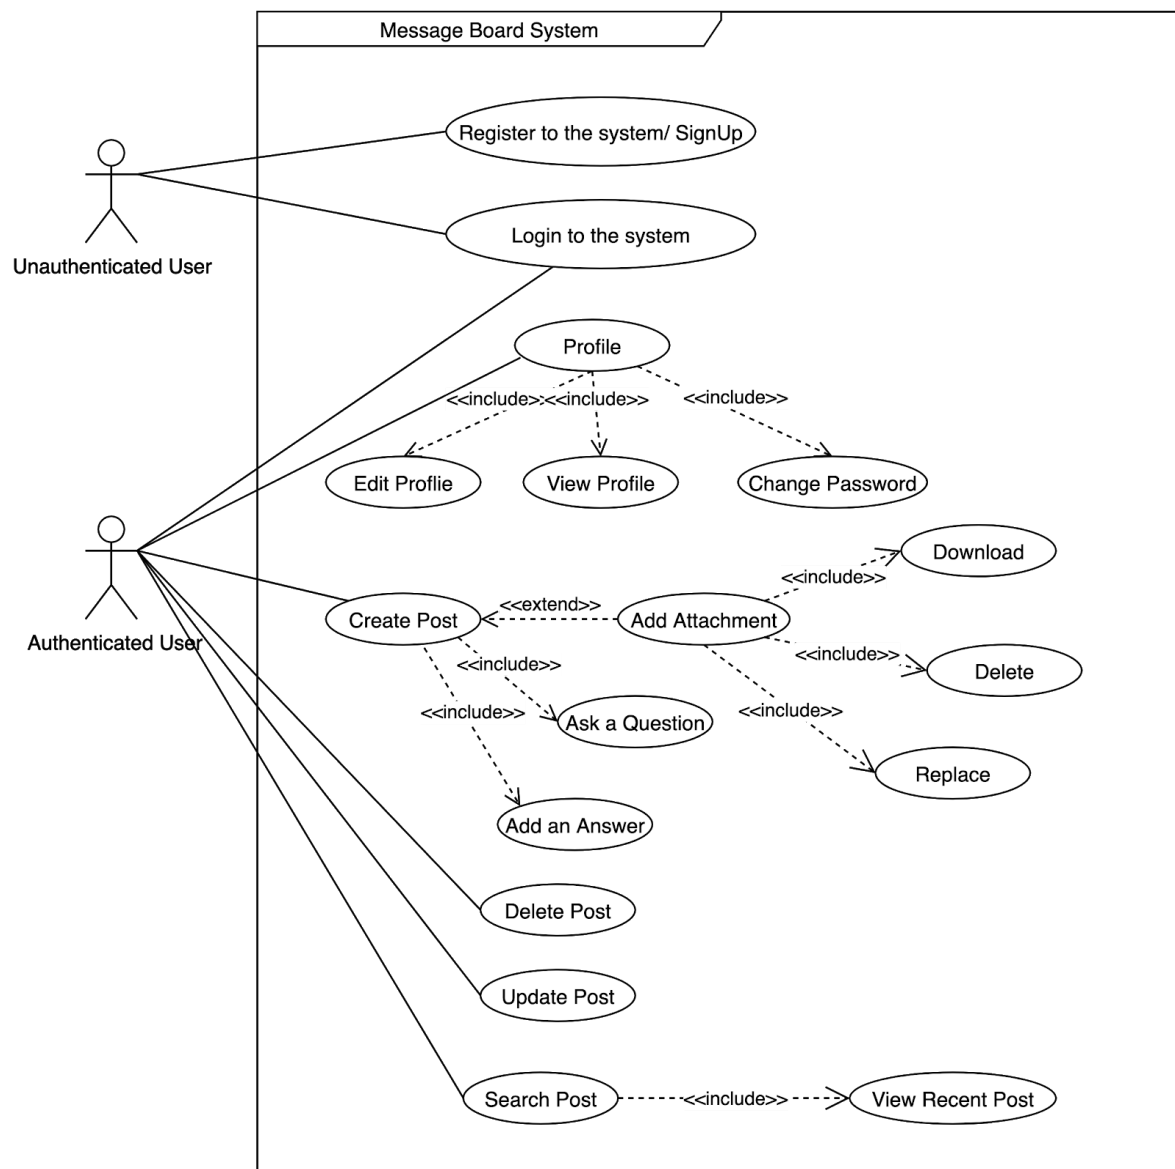 Message Board System
Register to the system/ SignUp
Unauthenticated User
Login to the system
Profile
<<include>>
<<include>>
<<include>>
Edit Proflie
View Profile
Change Password
Authenticated User
Download
<<include>>
Create Post
<<extend>>
Add Attachment
<<include>>
Delete
<<include>>
<<include>>
<<include>>
Ask a Question
Replace
Add an Answer
Delete Post
Update Post
Search Post
<<include>>
View Recent Post